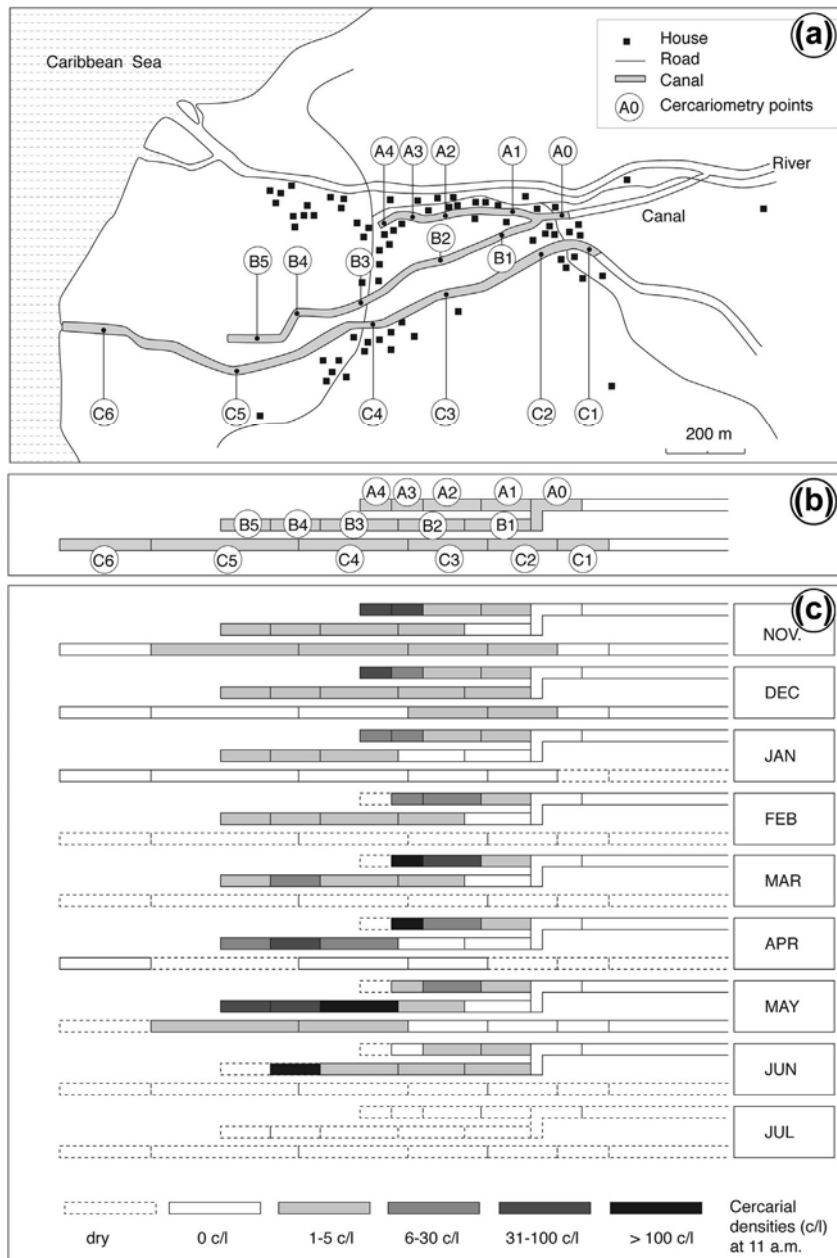 (a)
Caribbean Sea
House
Road
Canal
A0 Cercariometry points
A4 A3 A2 A1 A0
River
Canal
B2
B5 B4 B3 B1
C6 C5 C4 C3 C2 C1
200 m
(b)
A4 A3 A2 A1 A0
B5 B4 B3 B2 B1
C6 C5 C4 C3 C2 C1
(c)
NOV.
DEC
JAN
FEB
MAR
APR
MAY
JUN
JUL
dry 0 c/l 1-5 c/l 6-30 c/l 31-100 c/l > 100 c/l
Cercarial
densities (c/l)
at 11 a.m.